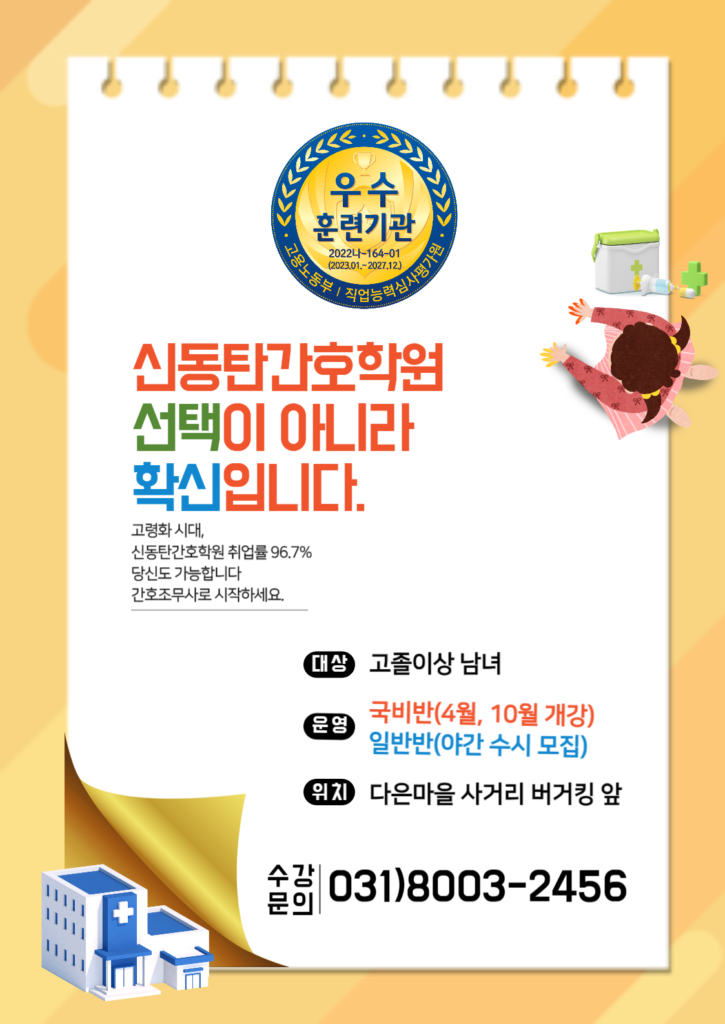 우수
훈련기관
2022나-164-01
(2023.01.~2027.12.)
고용노동부 | 직업능력심사평가원
신동탄간호학원
선택이 아니라
확신입니다.
고령화 시대,
신동탄간호학원 취업률 96.7%
당신도 가능합니다
간호조무사로 시작하세요.
대상 고졸이상 남녀
운영 국비반(4월, 10월 개강)
일반반(야간 수시 모집)
위치 다은마을 사거리 버거킹 앞
수강
문의 031)8003-2456